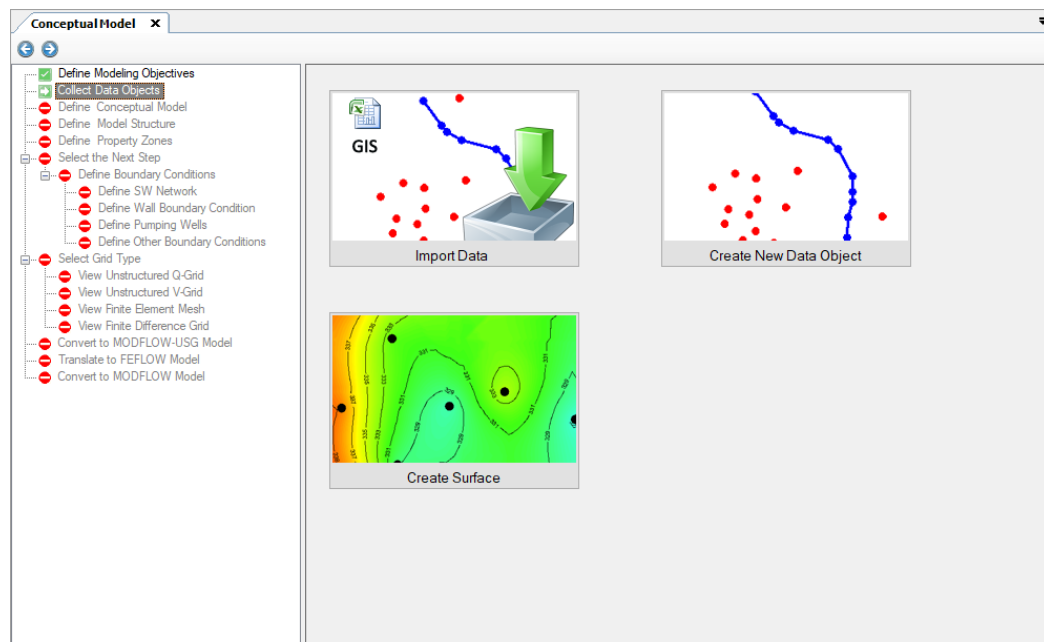 Conceptual Model
Define Modeling Objectives
Collect Data Objects
Define Conceptual Model
Define Model Structure
Define Property Zones
Select the Next Step
Define Boundary Conditions
Define SW Network
Define Wall Boundary Condition
Define Pumping Wells
Define Other Boundary Conditions
Select Grid Type
View Unstructured Q-Grid
View Unstructured V-Grid
View Finite Element Mesh
View Finite Difference Grid
Convert to MODFLOW-USG Model
Translate to FEFLOW Model
Convert to MODFLOW Model
GIS
Import Data
Create New Data Object
Create Surface